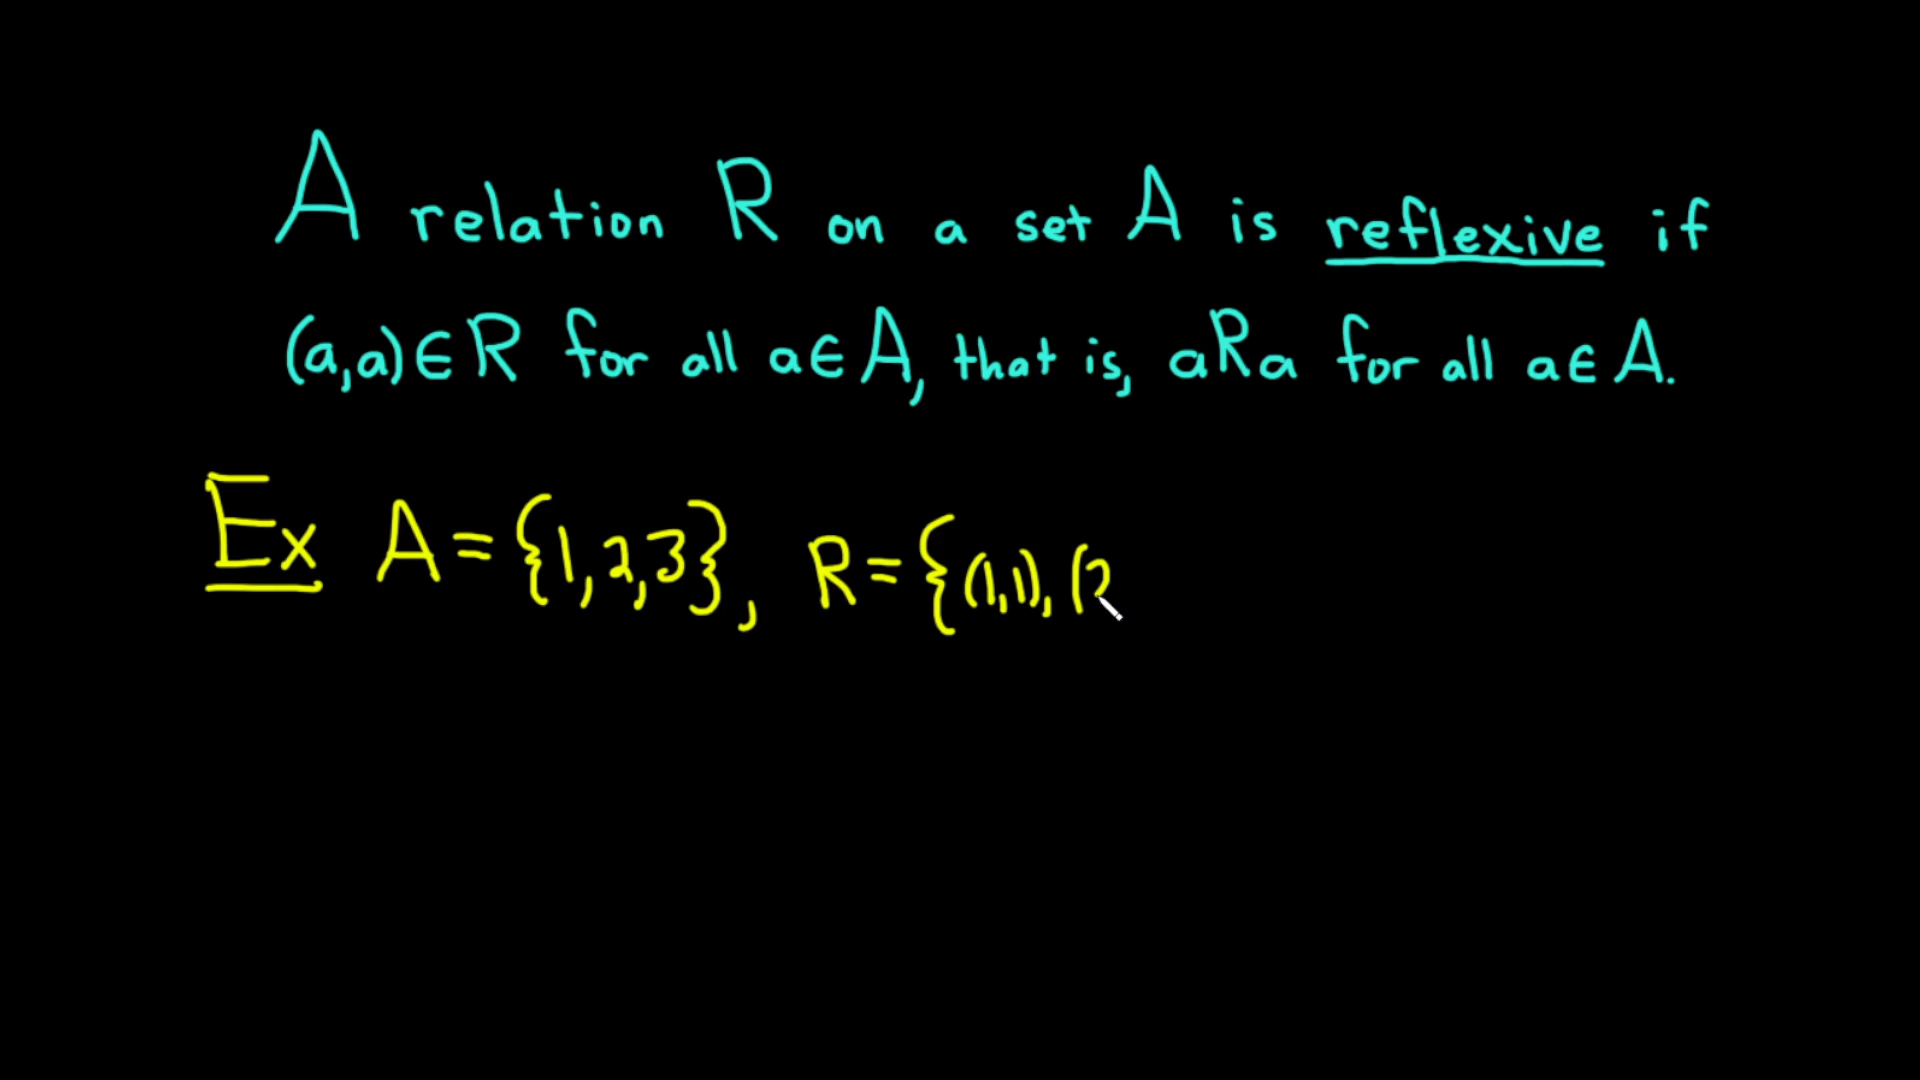 A relation R on a set A is reflexive if
(a,a)∈R for all a∈A, that is, aRa for all a∈A.
Ex A={1,2,3}, R={(1,1),(2